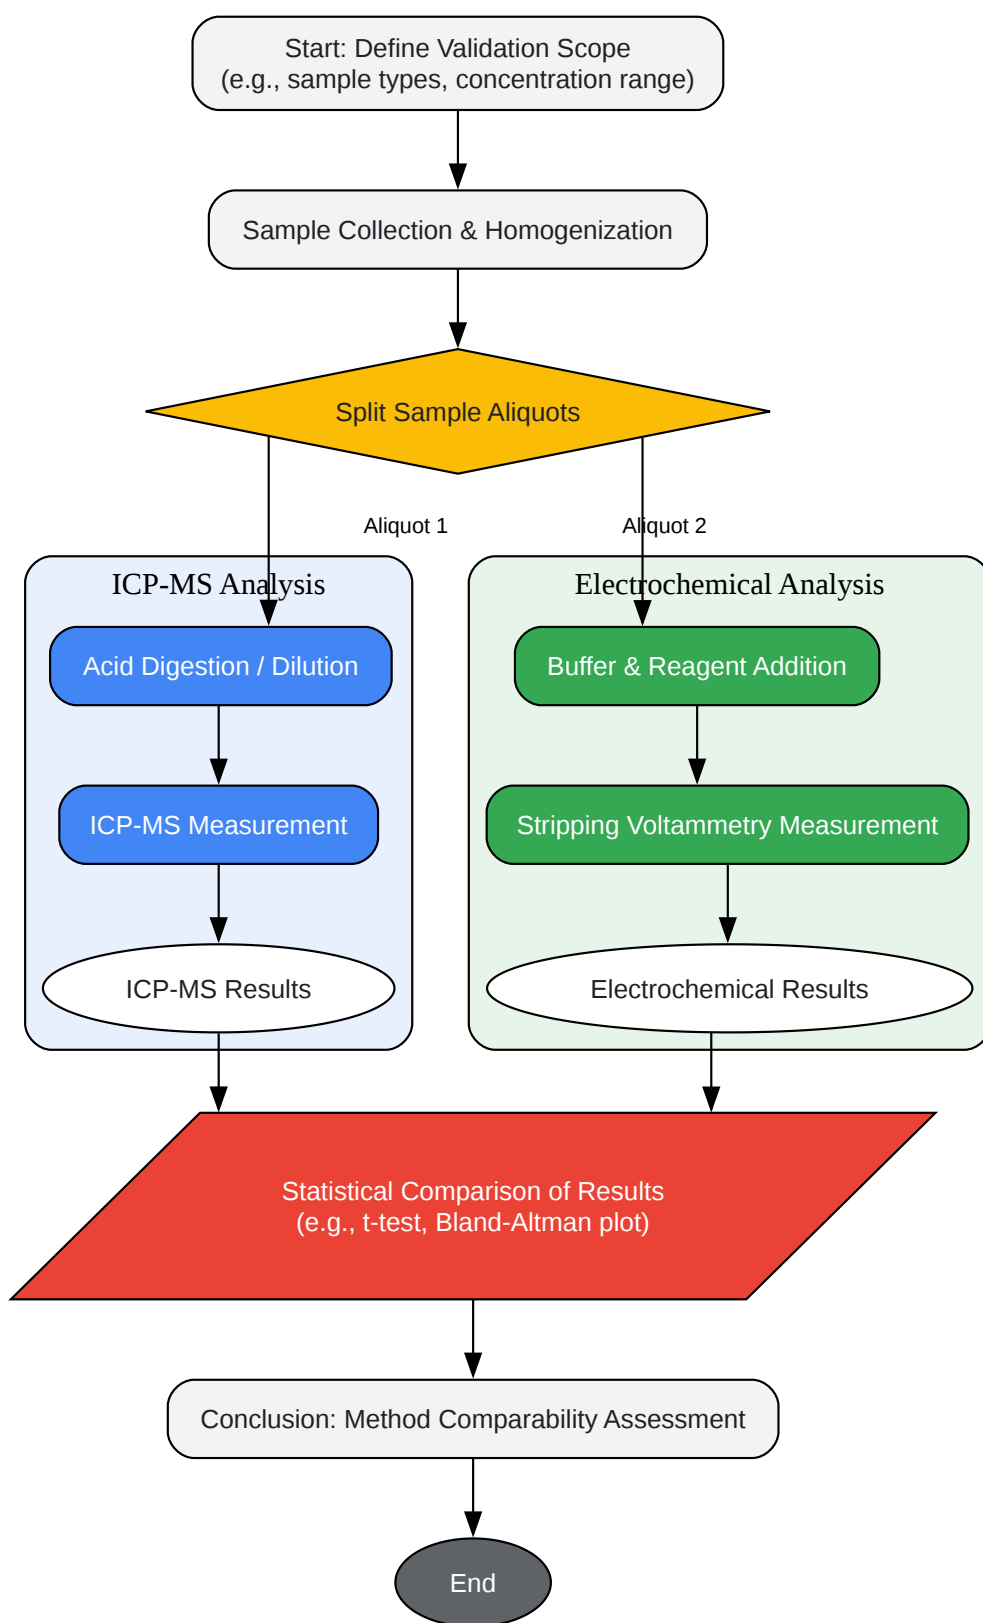 Start: Define Validation Scope
(e.g., sample types, concentration range)
Sample Collection & Homogenization
Split Sample Aliquots
Aliquot 1
Aliquot 2
ICP-MS Analysis
Acid Digestion / Dilution
ICP-MS Measurement
ICP-MS Results
Electrochemical Analysis
Buffer & Reagent Addition
Stripping Voltammetry Measurement
Electrochemical Results
Statistical Comparison of Results
(e.g., t-test, Bland-Altman plot)
Conclusion: Method Comparability Assessment
End